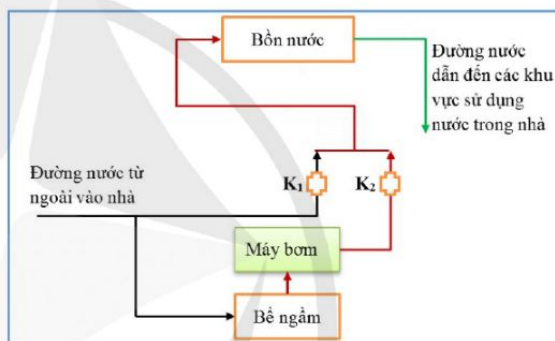 Bồn nước
Đường nước
dẫn đến các khu
vực sử dụng
nước trong nhà
Đường nước từ
ngoài vào nhà
K₁
K₂
Máy bơm
Bể ngầm